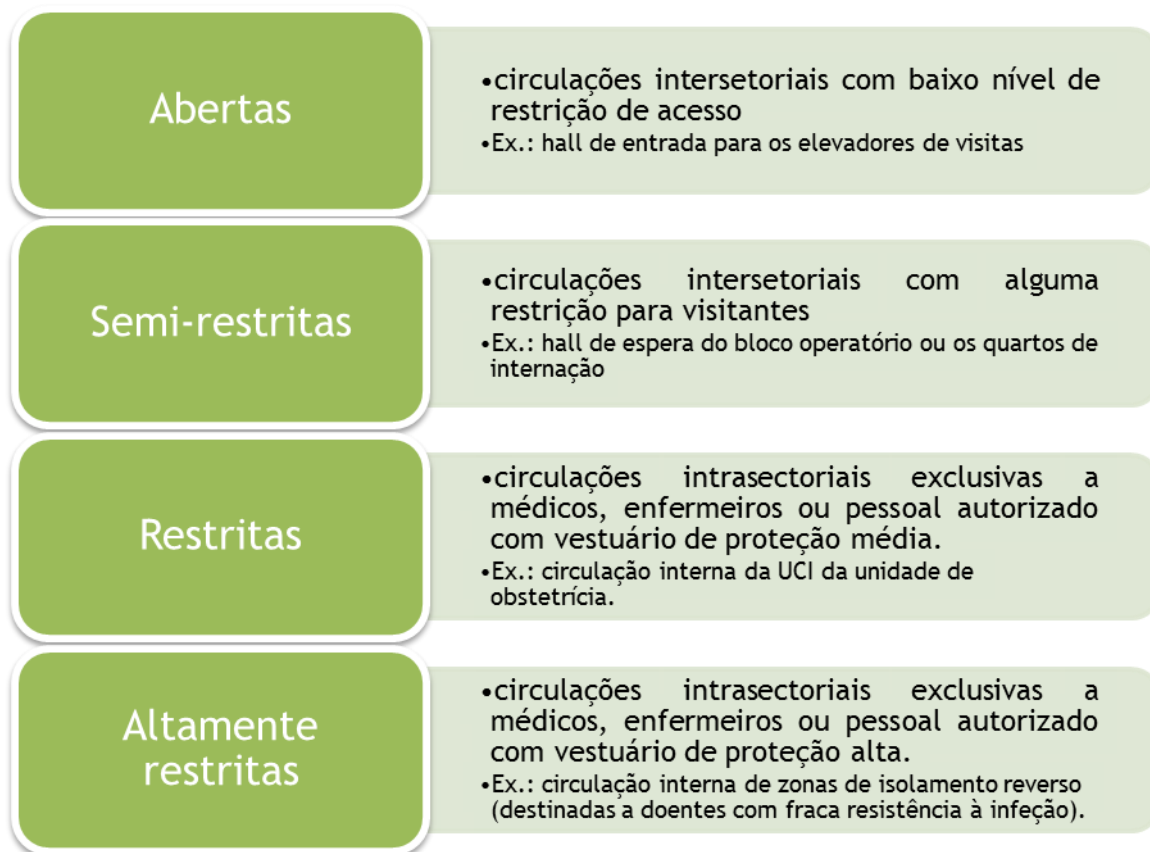 Abertas
•circulações intersetoriais com baixo nível de
restrição de acesso
•Ex.: hall de entrada para os elevadores de visitas
Semi-restritas
•circulações intersetoriais com alguma
restrição para visitantes
•Ex.: hall de espera do bloco operatório ou os quartos de
internação
Restritas
•circulações intrasectoriais exclusivas a
médicos, enfermeiros ou pessoal autorizado
com vestuário de proteção média.
•Ex.: circulação interna da UCI da unidade de
obstetrícia.
Altamente
restritas
•circulações intrasectoriais exclusivas a
médicos, enfermeiros ou pessoal autorizado
com vestuário de proteção alta.
•Ex.: circulação interna de zonas de isolamento reverso
(destinadas a doentes com fraca resistência à infeção).